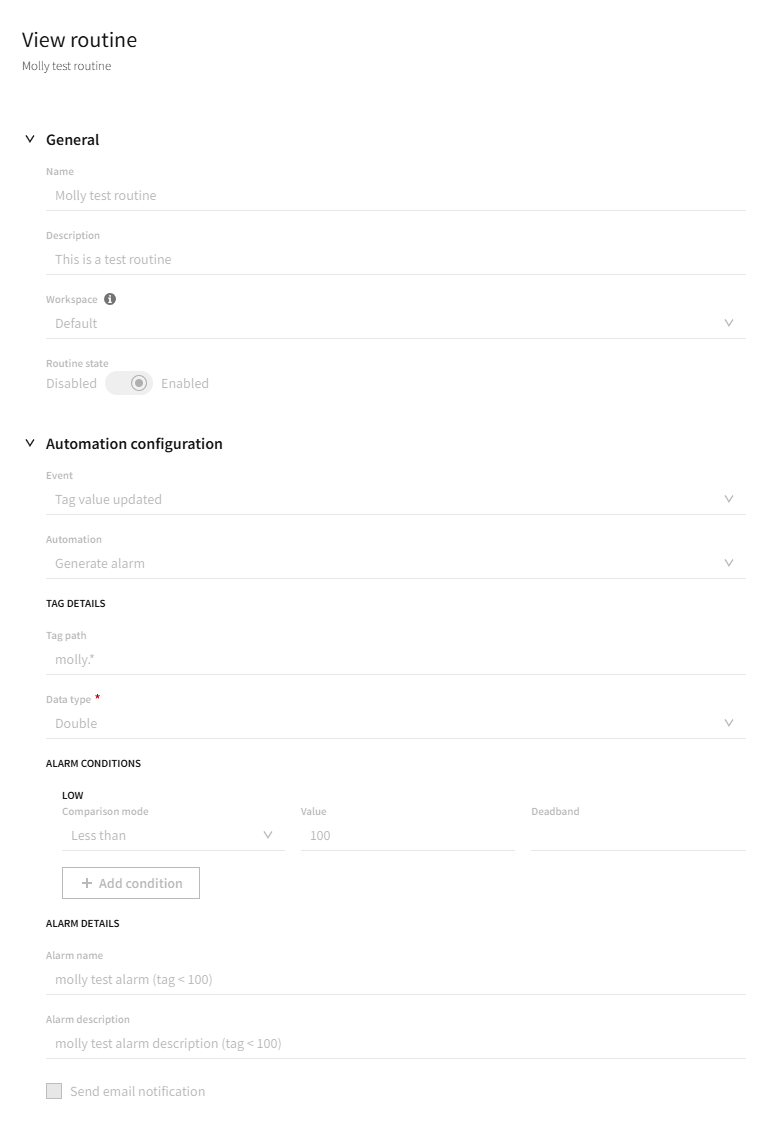 View routine
Molly test routine
General
Name
Molly test routine
Description
This is a test routine
Workspace
Default
Routine state
Disabled Enabled
Automation configuration
Event
Tag value updated
Automation
Generate alarm
TAG DETAILS
Tag path
molly.*
Data type *
Double
ALARM CONDITIONS
LOW
Comparison mode Value Deadband
Less than 100
+ Add condition
ALARM DETAILS
Alarm name
molly test alarm (tag < 100)
Alarm description
molly test alarm description (tag < 100)
Send email notification